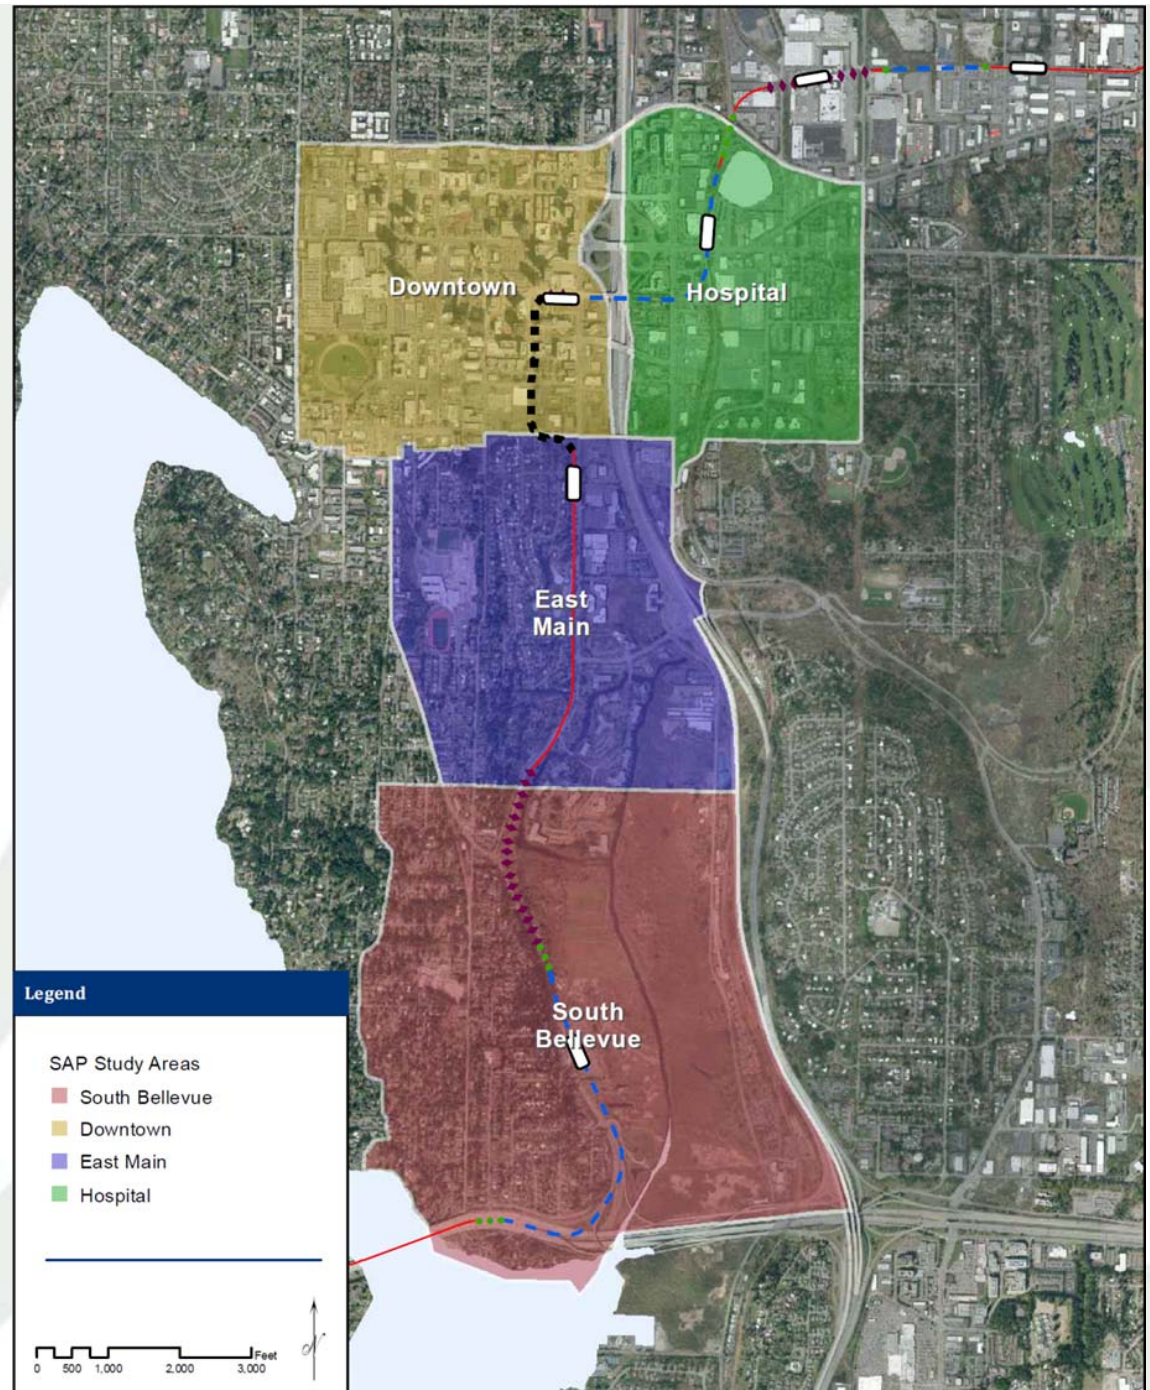 Downtown
Hospital
East
Main
South
Bellevue
Legend
SAP Study Areas
South Bellevue
Downtown
East Main
Hospital
N
Feet
0 500 1,000 2,000 3,000